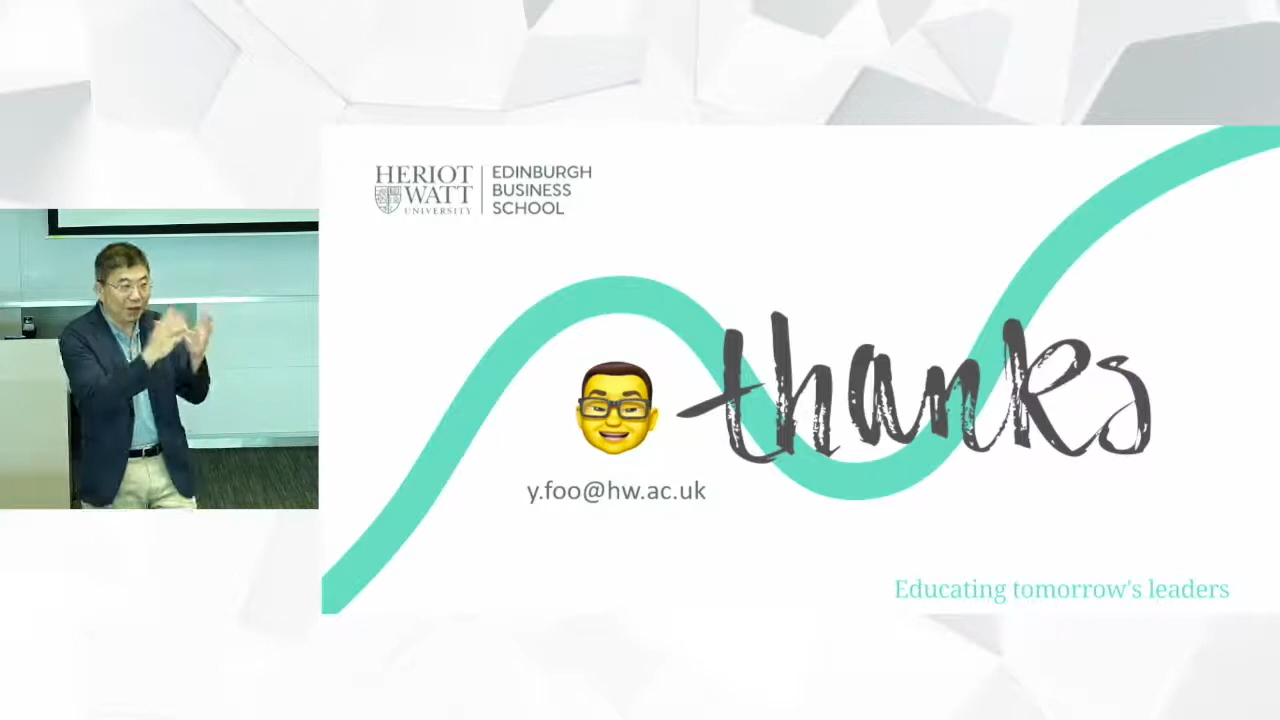 HERIOT
WATT
UNIVERSITY
EDINBURGH
BUSINESS
SCHOOL
thanks
y.foo@hw.ac.uk
Educating tomorrow's leaders